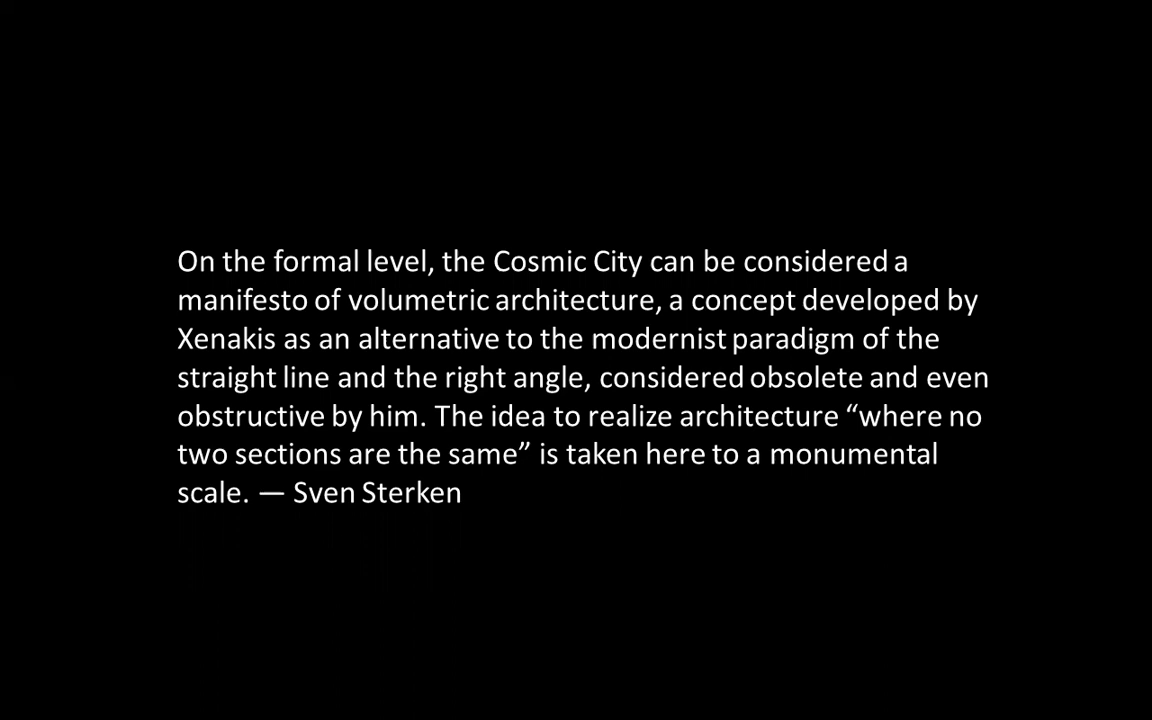 On the formal level, the Cosmic City can be considered a
manifesto of volumetric architecture, a concept developed by
Xenakis as an alternative to the modernist paradigm of the
straight line and the right angle, considered obsolete and even
obstructive by him. The idea to realize architecture “where no
two sections are the same” is taken here to a monumental
scale. — Sven Sterken